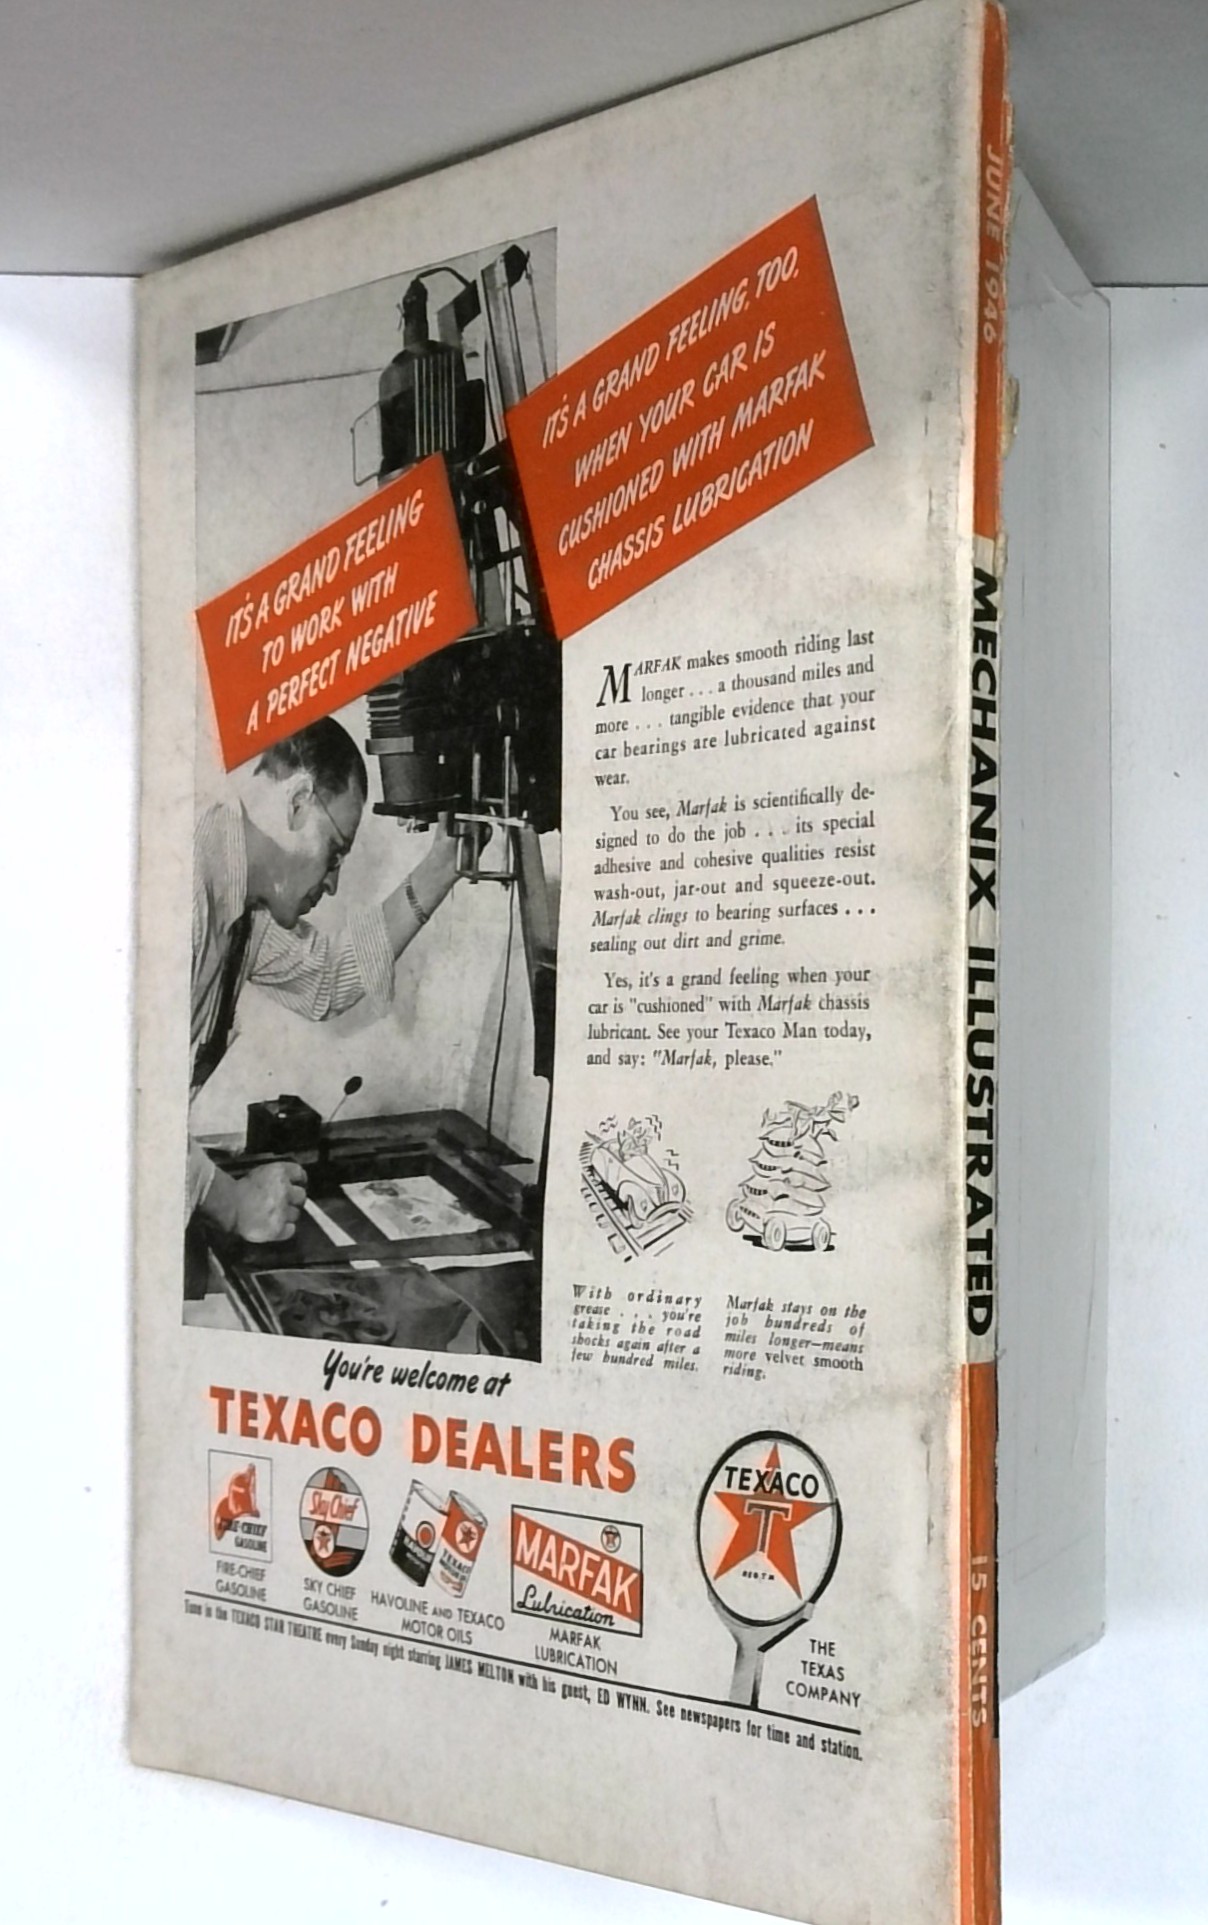 IT'S A GRAND FEELING
TO WORK WITH
A PERFECT NEGATIVE
IT'S A GRAND FEELING, TOO,
WHEN YOUR CAR IS
CUSHIONED WITH MARFAK
CHASSIS LUBRICATION
MARFAK makes smooth riding last
longer . . . a thousand miles and
more . . . tangible evidence that your
car bearings are lubricated against
wear.
You see, Marfak is scientifically de-
signed to do the job . . . its special
adhesive and cohesive qualities resist
wash-out, jar-out and squeeze-out.
Marfak clings to bearing surfaces . . .
sealing out dirt and grime.
Yes, it's a grand feeling when your
car is "cushioned" with Marfak chassis
lubricant. See your Texaco Man today,
and say: "Marfak, please."
With ordinary
grease . . . you're
taking the road
shocks again after a
few hundred miles.
Marfak stays on the
job hundreds of
miles longer—means
more velvet smooth
riding.
You're welcome at
TEXACO DEALERS
FIRE-CHIEF
GASOLINE
FIRE-CHIEF
GASOLINE
Sky Chief
SKY CHIEF
GASOLINE
HAVOLINE
TEXACO
MOTOR OIL
HAVOLINE AND TEXACO
MOTOR OILS
MARFAK
Lubrication
MARFAK
LUBRICATION
TEXACO
T
REG. T.M.
THE
TEXAS
COMPANY
Tune in the TEXACO STAR THEATRE every Sunday night starring JAMES MELTON with his guest, ED WYNN. See newspapers for time and station.
JUNE 1946
MECHANIX ILLUSTRATED
15 CENTS